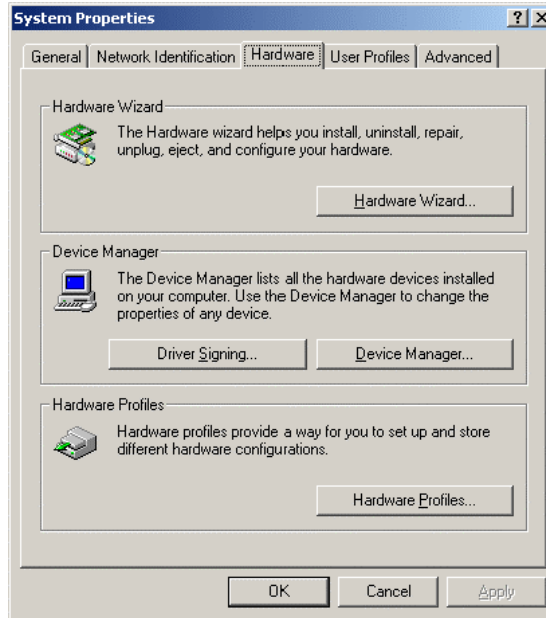 System Properties
General Network Identification Hardware User Profiles Advanced
Hardware Wizard
The Hardware wizard helps you install, uninstall, repair,
unplug, eject, and configure your hardware.
Hardware Wizard...
Device Manager
The Device Manager lists all the hardware devices installed
on your computer. Use the Device Manager to change the
properties of any device.
Driver Signing... Device Manager...
Hardware Profiles
Hardware profiles provide a way for you to set up and store
different hardware configurations.
Hardware Profiles...
OK Cancel Apply